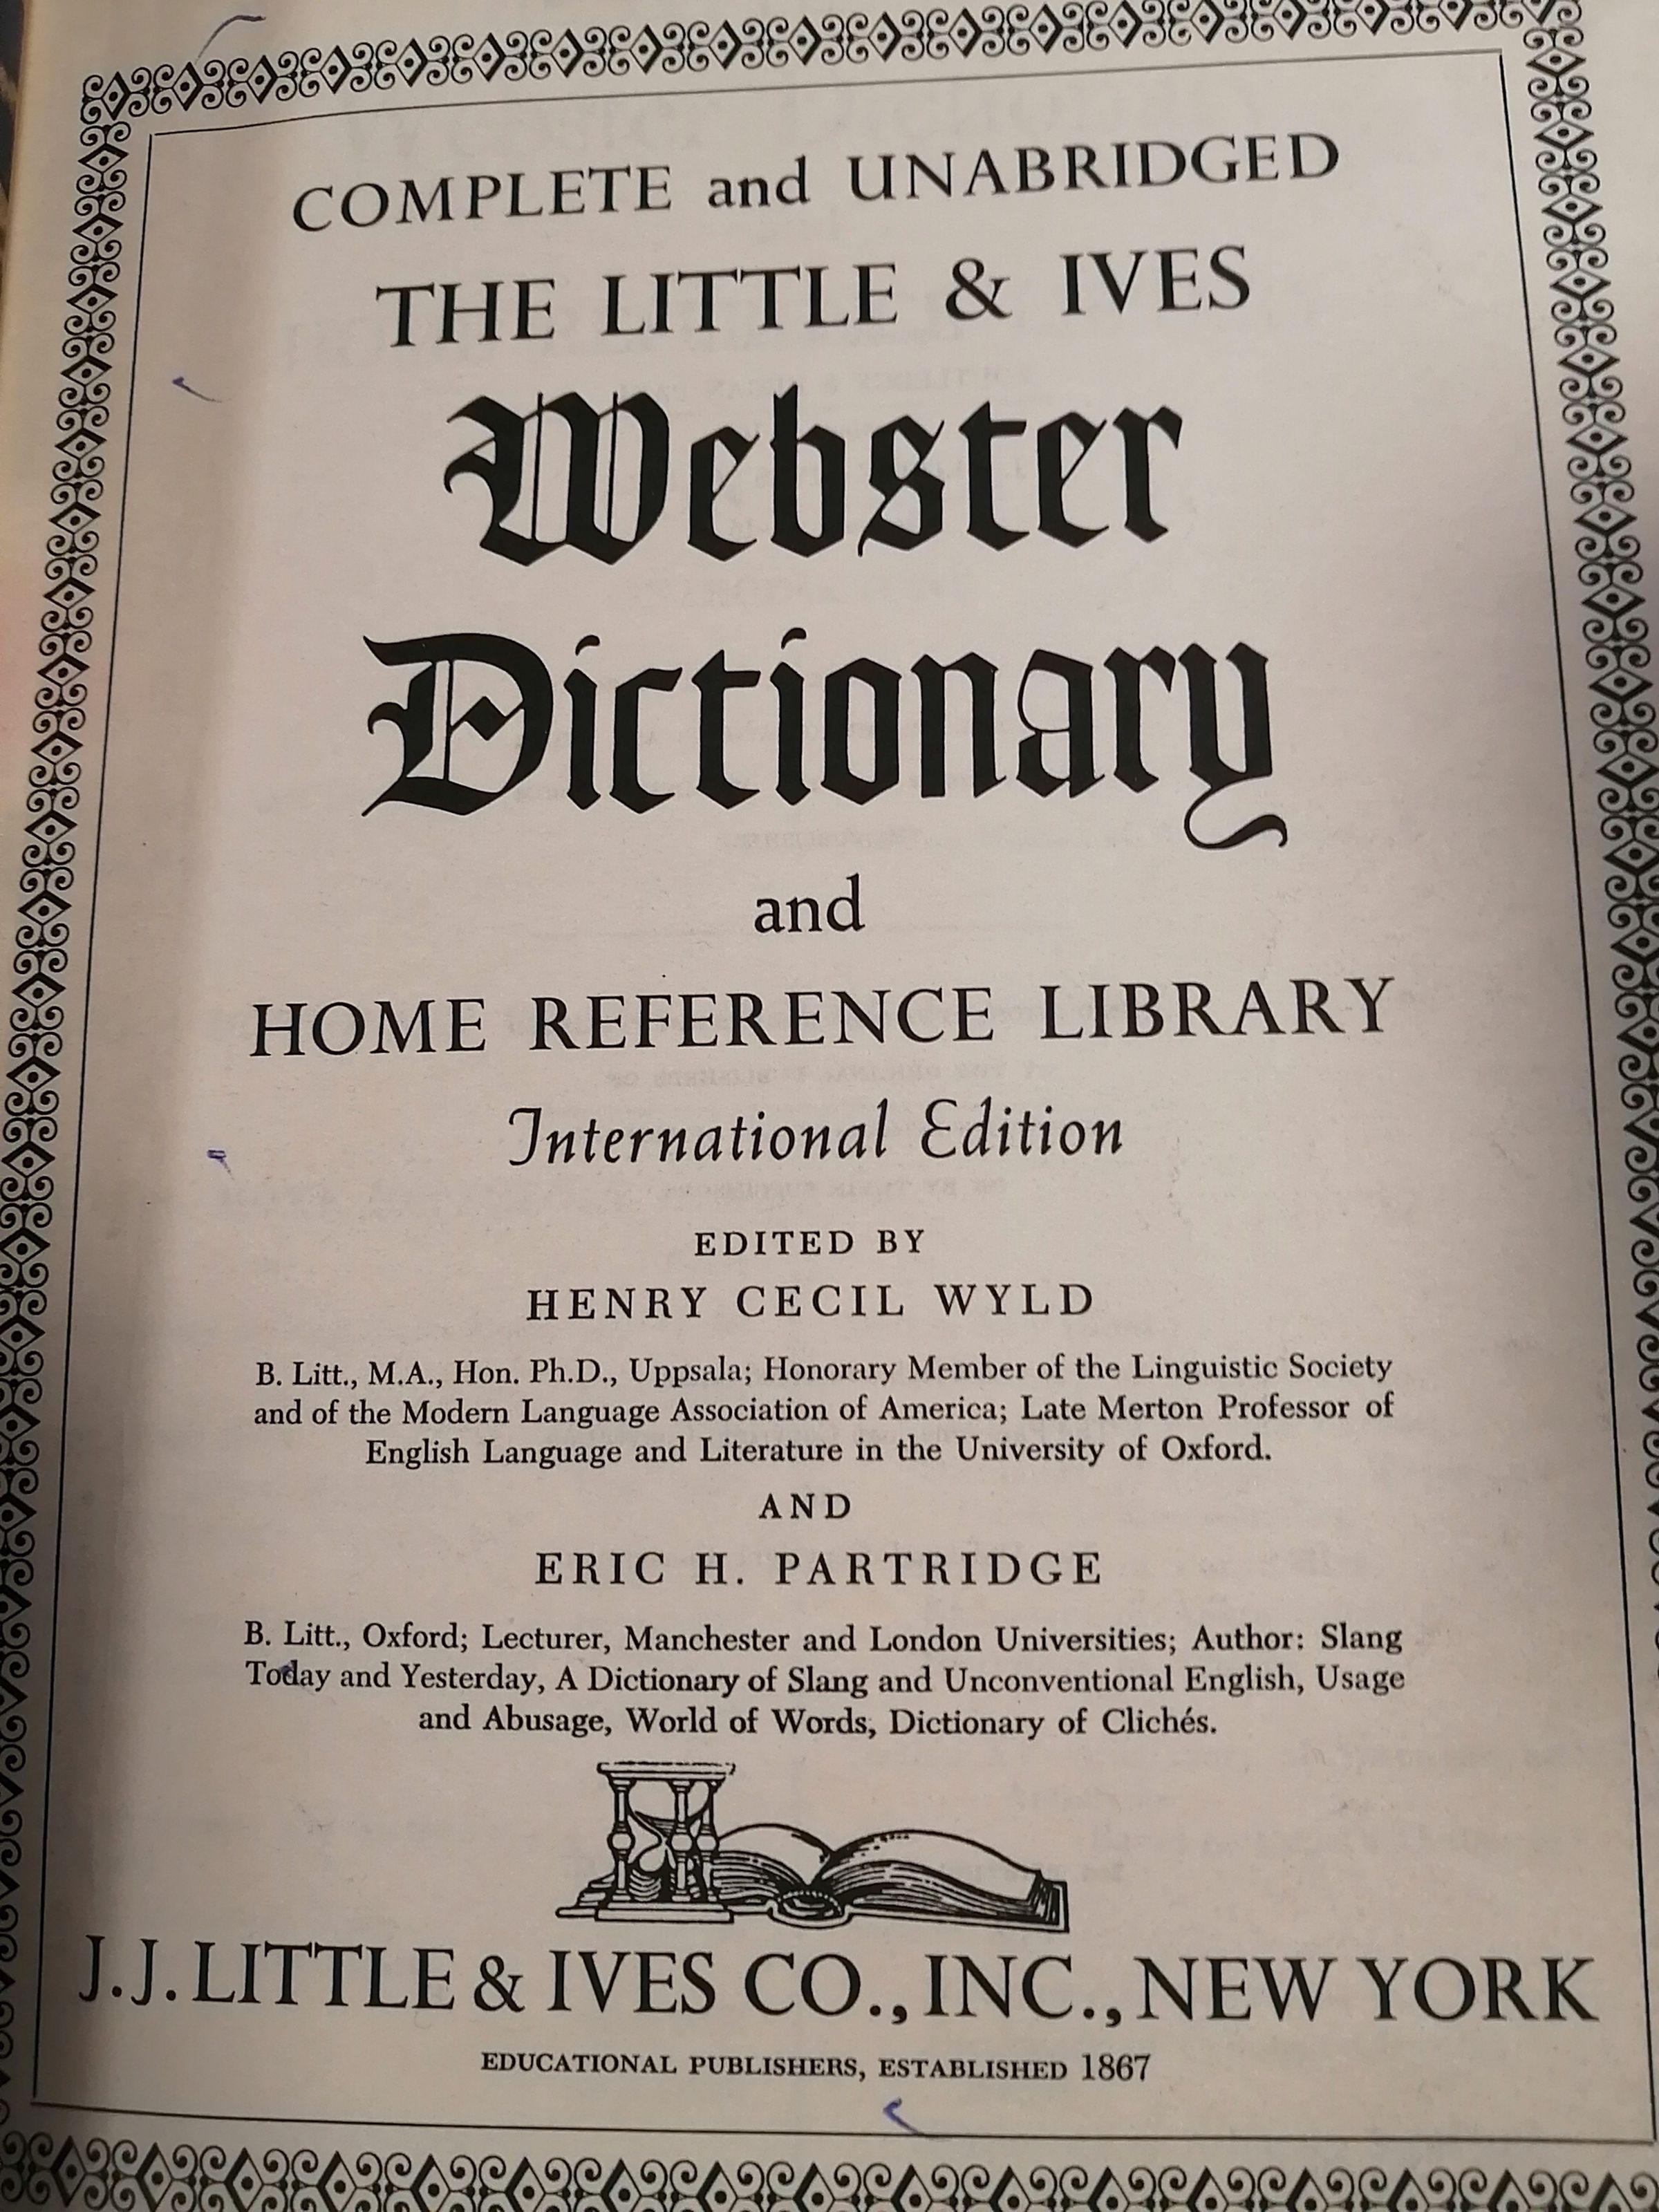 COMPLETE and UNABRIDGED
THE LITTLE & IVES
Webster
Dictionary
and
HOME REFERENCE LIBRARY
International Edition
EDITED BY
HENRY CECIL WYLD
B. Litt., M.A., Hon. Ph.D., Uppsala; Honorary Member of the Linguistic Society
and of the Modern Language Association of America; Late Merton Professor of
English Language and Literature in the University of Oxford.
AND
ERIC H. PARTRIDGE
B. Litt., Oxford; Lecturer, Manchester and London Universities; Author: Slang
Today and Yesterday, A Dictionary of Slang and Unconventional English, Usage
and Abusage, World of Words, Dictionary of Clichés.
J.J. LITTLE & IVES CO., INC., NEW YORK
EDUCATIONAL PUBLISHERS, ESTABLISHED 1867